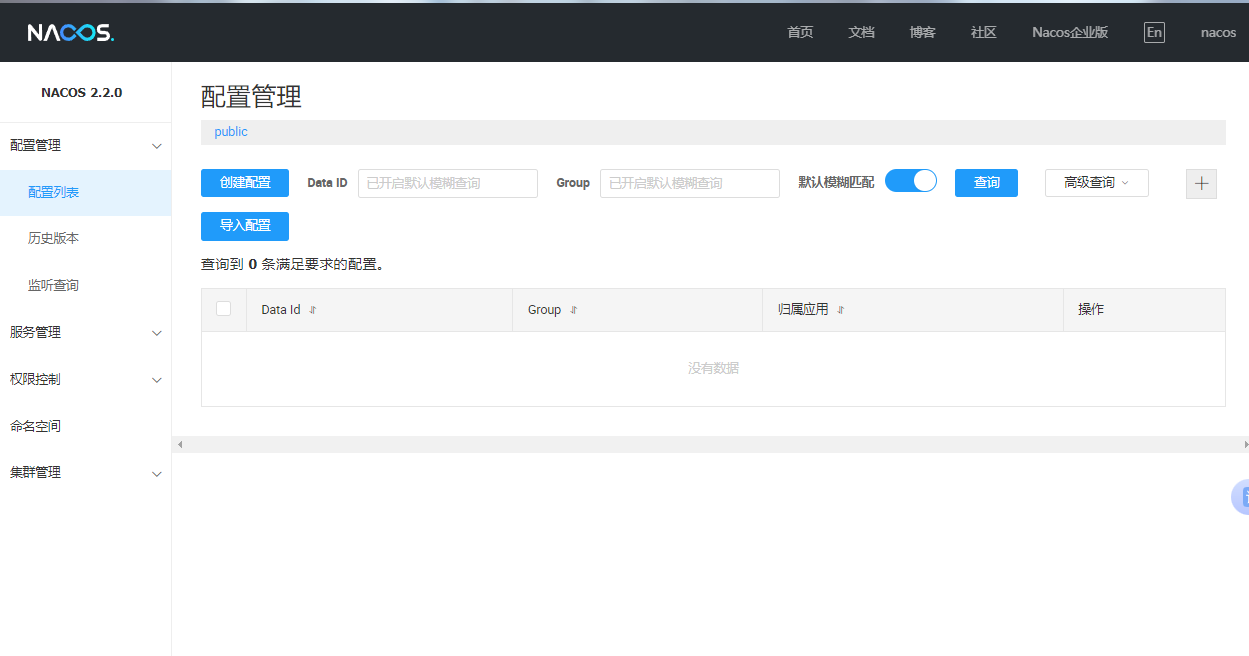 NACOS. 首页 文档 博客 社区 Nacos企业版 En nacos
NACOS 2.2.0
配置管理
配置列表
历史版本
监听查询
服务管理
权限控制
命名空间
集群管理
配置管理
public
创建配置 Data ID 已开启默认模糊查询 Group 已开启默认模糊查询 默认模糊匹配 查询 高级查询
导入配置
查询到 0 条满足要求的配置。
Data Id Group 归属应用 操作
没有数据